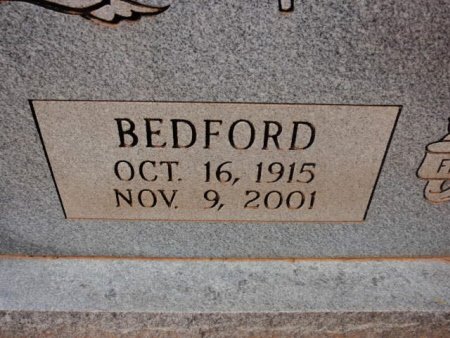 BEDFORD
OCT. 16, 1915
NOV. 9, 2001